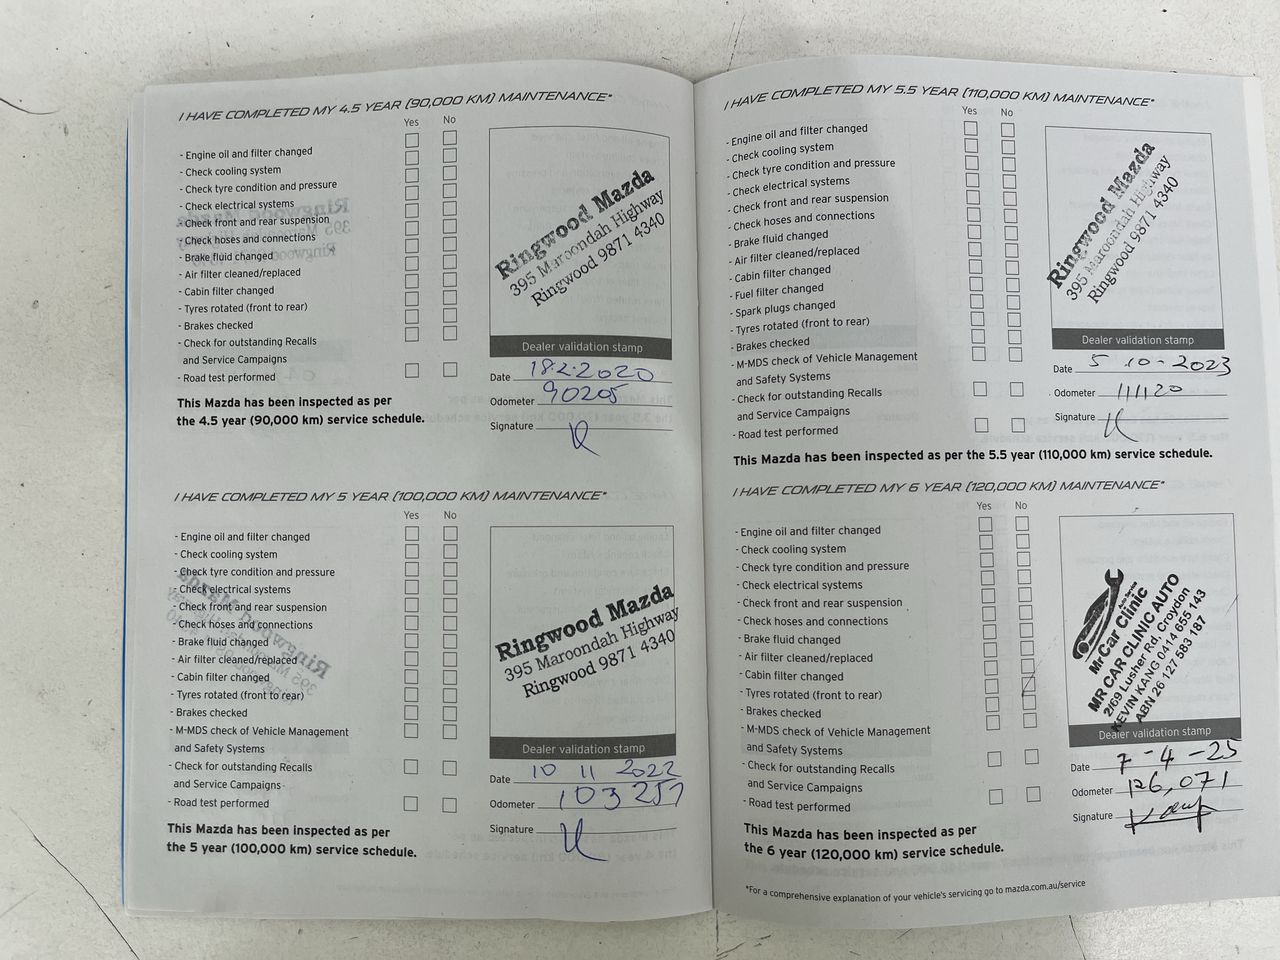 I HAVE COMPLETED MY 4.5 YEAR (90,000 KM) MAINTENANCE*
Yes No
- Engine oil and filter changed
- Check cooling system
- Check tyre condition and pressure
- Check electrical systems
- Check front and rear suspension
- Check hoses and connections
- Brake fluid changed
- Air filter cleaned/replaced
- Cabin filter changed
- Tyres rotated (front to rear)
- Brakes checked
- Check for outstanding Recalls
and Service Campaigns
- Road test performed
This Mazda has been inspected as per
the 4.5 year (90,000 km) service schedule.
Ringwood Mazda
395 Maroondah Highway
Ringwood 9871 4340
Dealer validation stamp
Date 18.2.2020
Odometer 90205
Signature
I HAVE COMPLETED MY 5 YEAR (100,000 KM) MAINTENANCE*
Yes No
- Engine oil and filter changed
- Check cooling system
- Check tyre condition and pressure
- Check electrical systems
- Check front and rear suspension
- Check hoses and connections
- Brake fluid changed
- Air filter cleaned/replaced
- Cabin filter changed
- Tyres rotated (front to rear)
- Brakes checked
- M-MDS check of Vehicle Management
and Safety Systems
- Check for outstanding Recalls
and Service Campaigns
- Road test performed
This Mazda has been inspected as per
the 5 year (100,000 km) service schedule.
Ringwood Mazda
395 Maroondah Highway
Ringwood 9871 4340
Dealer validation stamp
Date 10 11 2022
Odometer 103257
Signature
I HAVE COMPLETED MY 5.5 YEAR (110,000 KM) MAINTENANCE*
Yes No
- Engine oil and filter changed
- Check cooling system
- Check tyre condition and pressure
- Check electrical systems
- Check front and rear suspension
- Check hoses and connections
- Brake fluid changed
- Air filter cleaned/replaced
- Cabin filter changed
- Fuel filter changed
- Spark plugs changed
- Tyres rotated (front to rear)
- Brakes checked
- M-MDS check of Vehicle Management
and Safety Systems
- Check for outstanding Recalls
and Service Campaigns
- Road test performed
This Mazda has been inspected as per the 5.5 year (110,000 km) service schedule.
Ringwood Mazda
395 Maroondah Highway
Ringwood 9871 4340
Dealer validation stamp
Date 5.10-2023
Odometer 111120
Signature
I HAVE COMPLETED MY 6 YEAR (120,000 KM) MAINTENANCE*
Yes No
- Engine oil and filter changed
- Check cooling system
- Check tyre condition and pressure
- Check electrical systems
- Check front and rear suspension
- Check hoses and connections
- Brake fluid changed
- Air filter cleaned/replaced
- Cabin filter changed
- Tyres rotated (front to rear)
- Brakes checked
- M-MDS check of Vehicle Management
and Safety Systems
- Check for outstanding Recalls
and Service Campaigns
- Road test performed
This Mazda has been inspected as per
the 6 year (120,000 km) service schedule.
Auto Service
Mr Car Clinic
MR CAR CLINIC AUTO
2/69 Lusher Rd, Croydon
KEVIN KANG 0414 655 143
ABN 26 127 583 187
Dealer validation stamp
Date 7-4-25
Odometer 126,071
Signature
*For a comprehensive explanation of your vehicle's servicing go to mazda.com.au/service